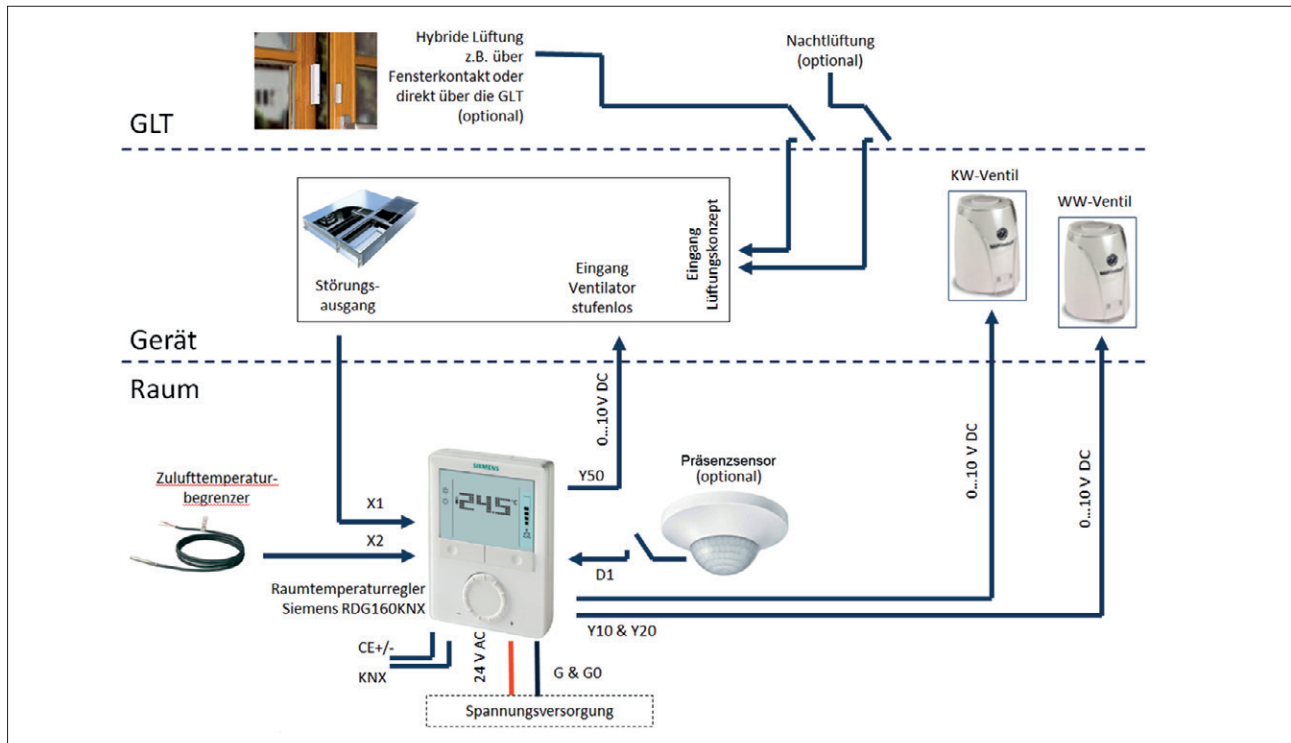 Hybride Lüftung
z.B. über
Fensterkontakt oder
direkt über die GLT
(optional)
Nachtlüftung
(optional)
GLT
KW-Ventil
WW-Ventil
Störungs-
ausgang
Eingang
Ventilator
stufenlos
Eingang
Lüftungskonzept
Gerät
Raum
0...10 V DC
0...10 V DC
0...10 V DC
Zulufttemperatur-
begrenzer
X1
X2
SIEMENS
24.5 °C
Y50
Präsenzsensor
(optional)
D1
Raumtemperaturregler
Siemens RDG160KNX
Y10 & Y20
CE+/-
KNX
24 V AC
G & G0
Spannungsversorgung